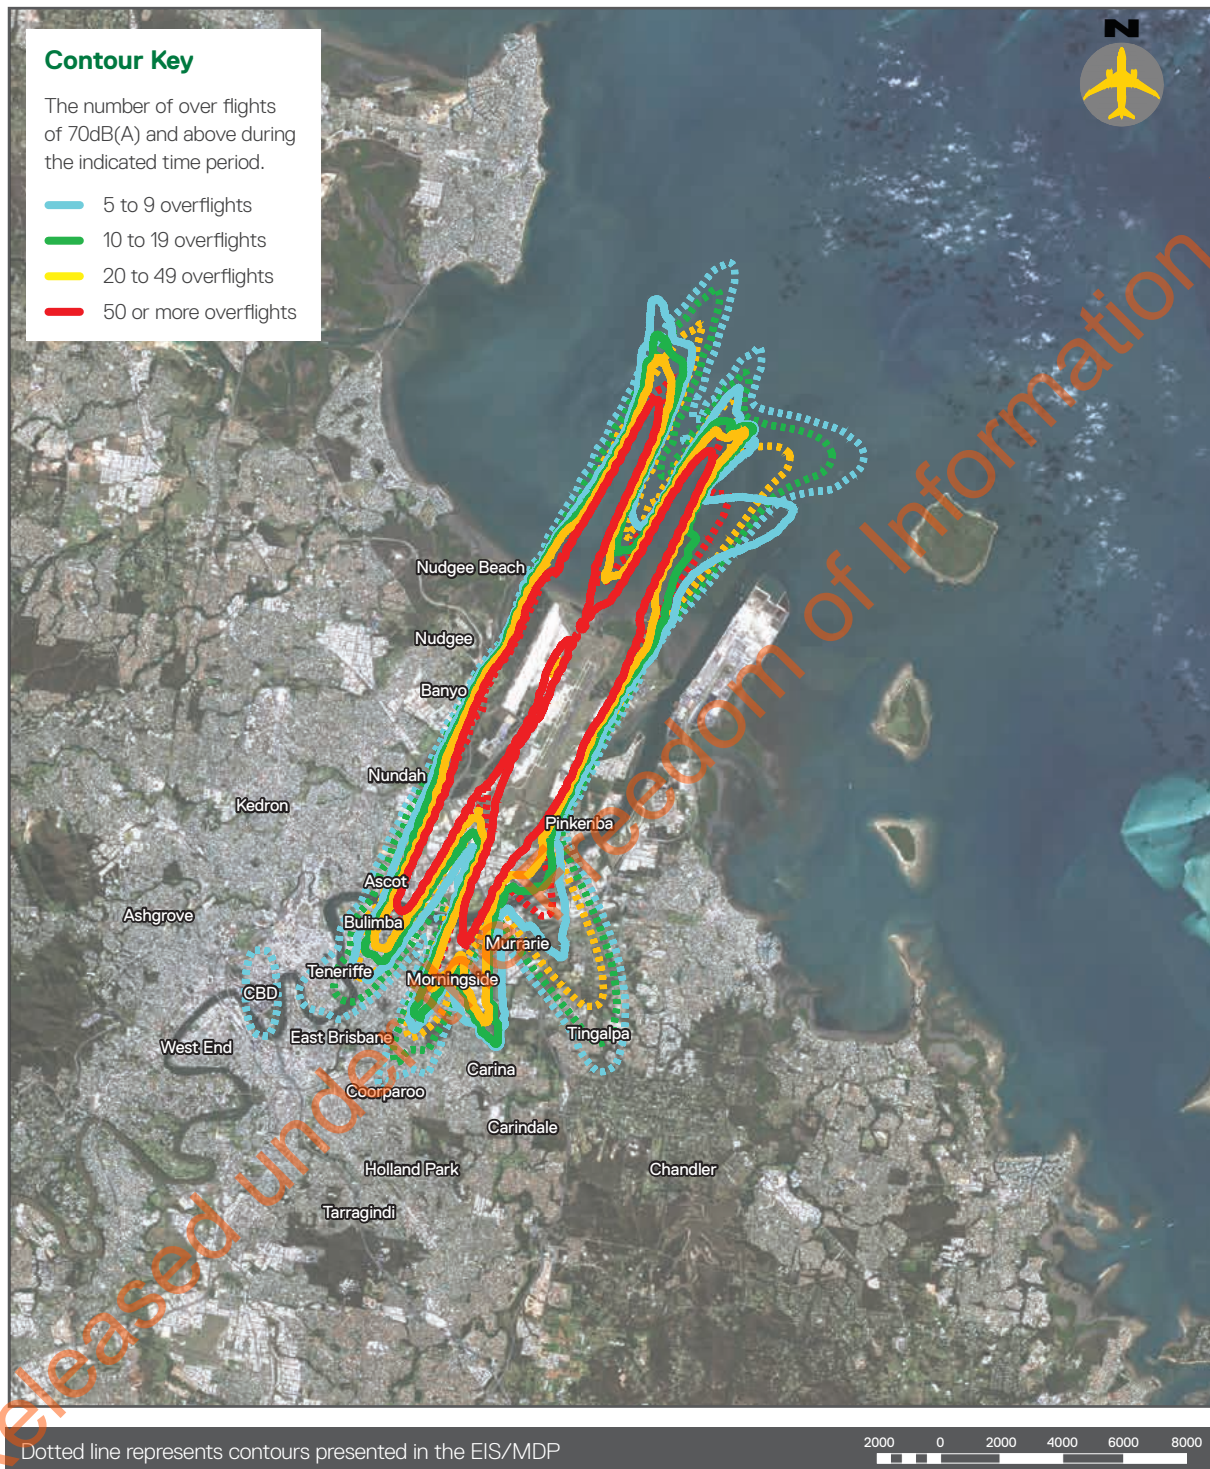 N
Contour Key
The number of over flights
of 70dB(A) and above during
the indicated time period.
5 to 9 overflights
10 to 19 overflights
20 to 49 overflights
50 or more overflights
Nudgee Beach
Nudgee
Banyo
Nundah
Kedron
Pinkenba
Ascot
Ashgrove
Bulimba
Murrarie
Teneriffe
Morningside
CBD
Tingalpa
East Brisbane
West End
Carina
Coorparoo
Carindale
Holland Park
Chandler
Tarragindi
Released under Freedom of Information
Dotted line represents contours presented in the EIS/MDP
2000 0 2000 4000 6000 8000